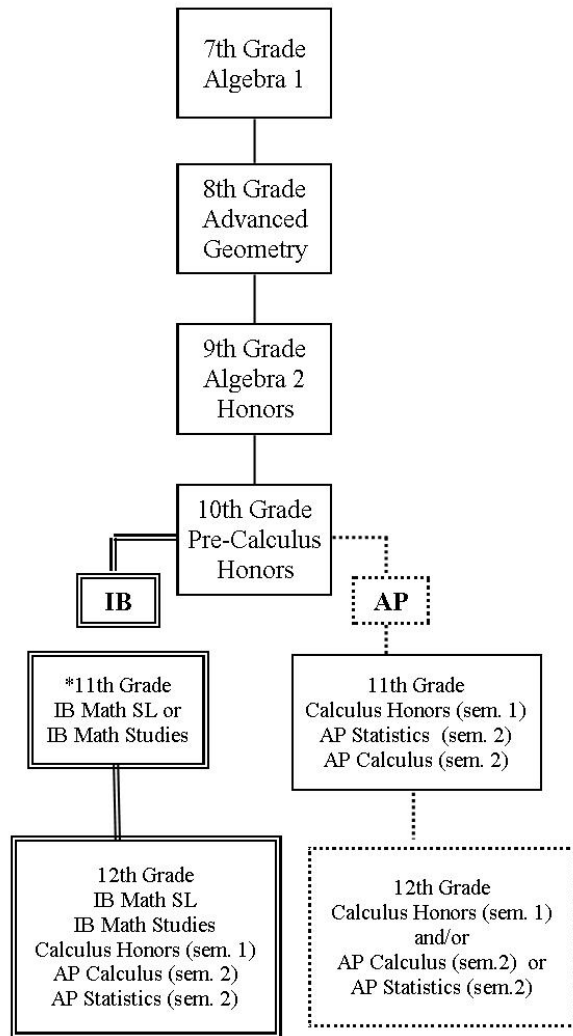 7th Grade
Algebra 1
8th Grade
Advanced
Geometry
9th Grade
Algebra 2
Honors
10th Grade
Pre-Calculus
Honors
IB
AP
*11th Grade
IB Math SL or
IB Math Studies
11th Grade
Calculus Honors (sem. 1)
AP Statistics (sem. 2)
AP Calculus (sem. 2)
12th Grade
IB Math SL
IB Math Studies
Calculus Honors (sem. 1)
AP Calculus (sem. 2)
AP Statistics (sem. 2)
12th Grade
Calculus Honors (sem. 1)
and/or
AP Calculus (sem.2) or
AP Statistics (sem.2)